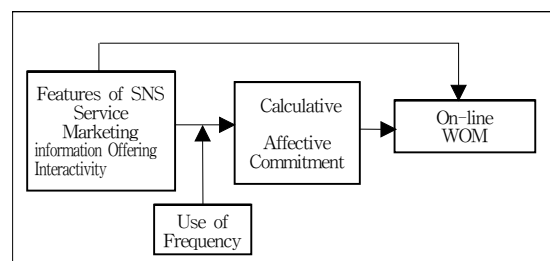 Features of SNS
Service
Marketing
information Offering
Interactivity
Calculative
Affective
Commitment
On-line
WOM
Use of
Frequency